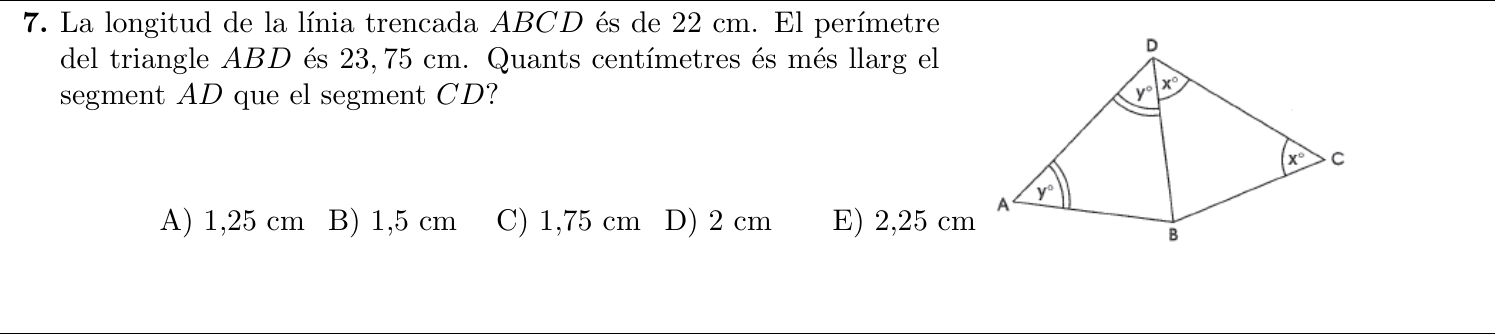 7. La longitud de la línia trencada ABCD és de 22 cm. El perímetre
del triangle ABD és 23, 75 cm. Quants centímetres és més llarg el
segment AD que el segment CD?
D
y° x°
x° C
y°
A
B
A) 1,25 cm B) 1,5 cm C) 1,75 cm D) 2 cm E) 2,25 cm